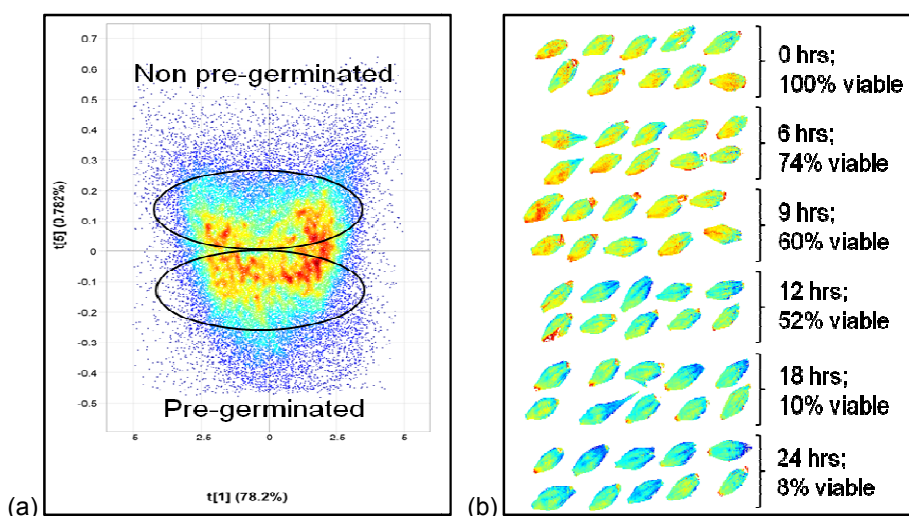 0.7
0.6
Non pre-germinated
0.5
0.4
0.3
0.2
0.1
0
-0.1
-0.2
-0.3
-0.4
Pre-germinated
-0.5
5 2.5 0 2.5 5
t[5] (0.782%)
t[1] (78.2%)
(a)
0 hrs;
100% viable
6 hrs;
74% viable
9 hrs;
60% viable
12 hrs;
52% viable
18 hrs;
10% viable
24 hrs;
8% viable
(b)